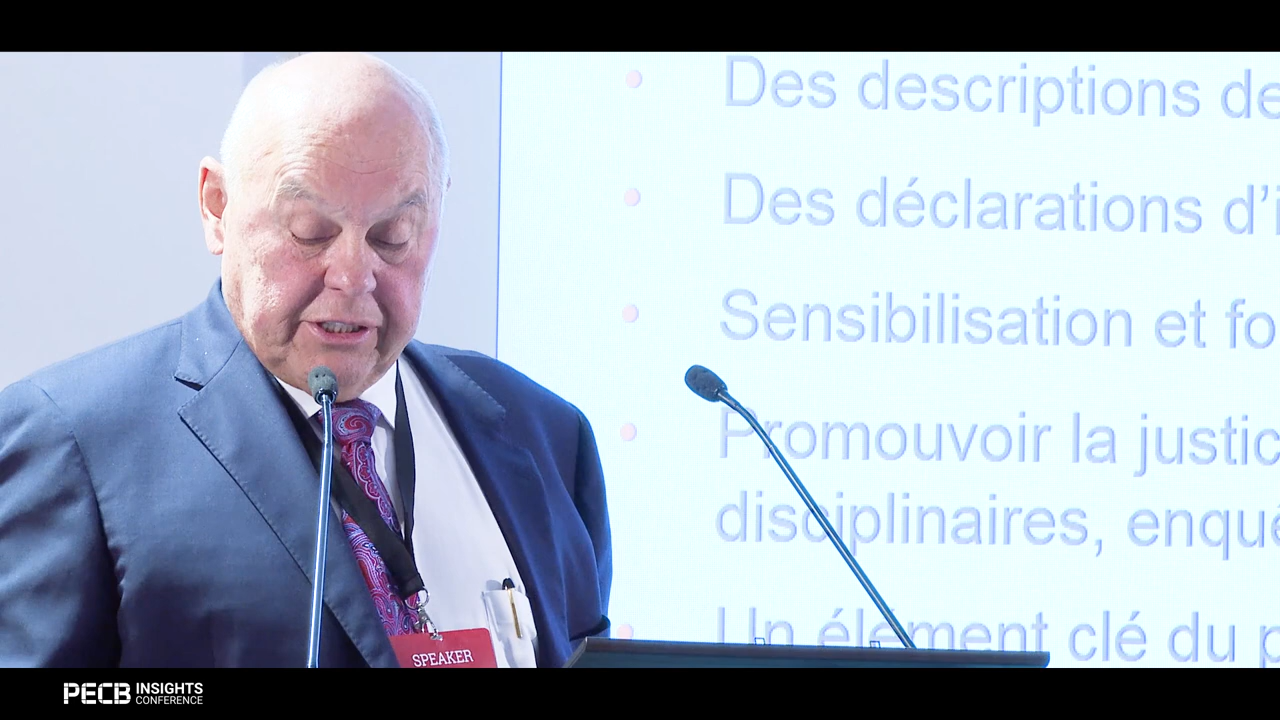 Des descriptions de
Des déclarations d'i
Sensibilisation et fo
Promouvoir la justic
disciplinaires, enquê
Un élément clé du p
SPEAKER
PECB INSIGHTS
CONFERENCE